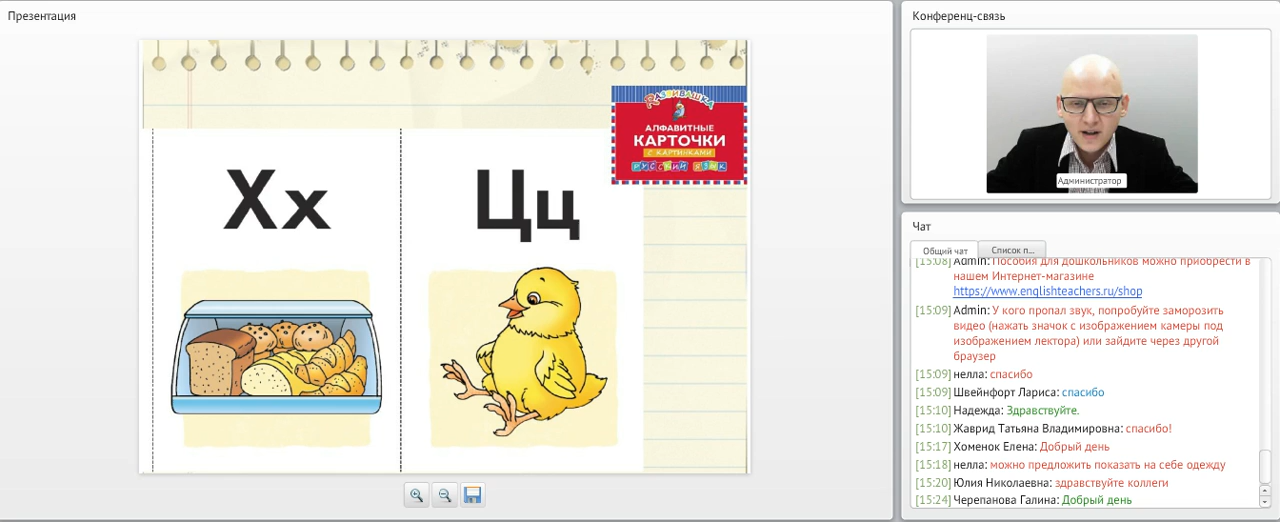 Презентация
РАЗВИВАШКА
АЛФАВИТНЫЕ
КАРТОЧКИ
С КАРТИНКАМИ
РУССКИЙ ЯЗЫК
Хх
Цц
Конференц-связь
Администратор
Чат
Общий чат
Список п...
[15:08] Admin: Пособия для дошкольников можно приобрести в
нашем Интернет-магазине
https://www.englishteachers.ru/shop
[15:09] Admin: У кого пропал звук, попробуйте заморозить
видео (нажать значок с изображением камеры под
изображением лектора) или зайдите через другой
браузер
[15:09] нелла: спасибо
[15:09] Швейнфорт Лариса: спасибо
[15:10] Надежда: Здравствуйте.
[15:10] Жаврид Татьяна Владимировна: спасибо!
[15:17] Хоменок Елена: Добрый день
[15:18] нелла: можно предложить показать на себе одежду
[15:20] Юлия Николаевна: здравствуйте коллеги
[15:24] Черепанова Галина: Добрый день